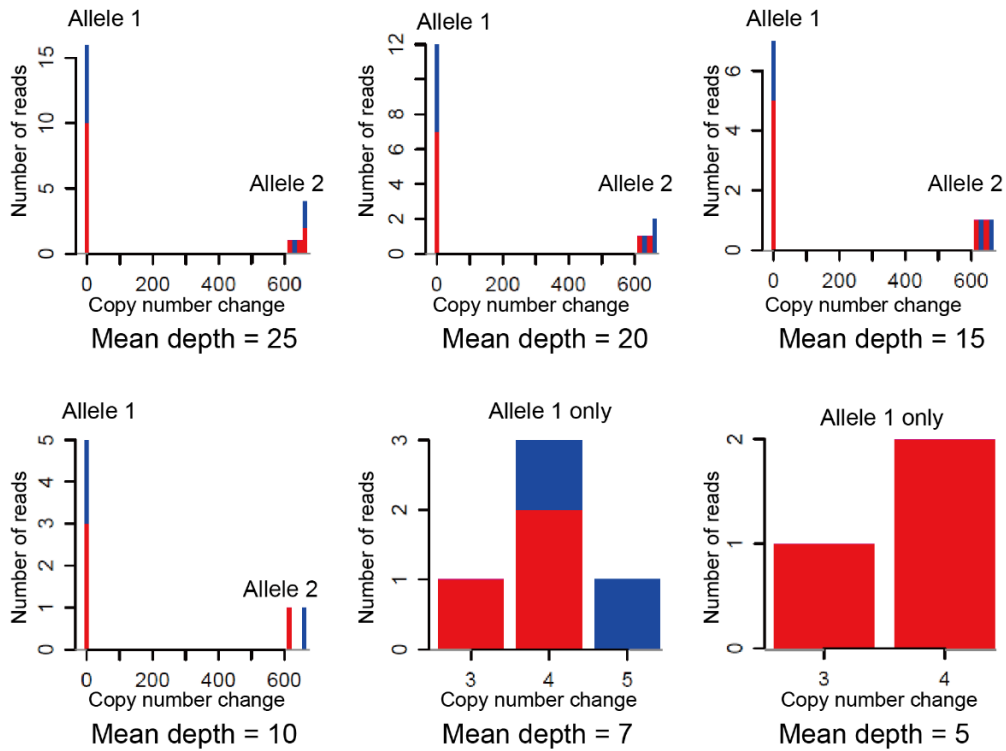 Allele 1
Number of reads
15
10
5
0
Allele 2
0 200 400 600
Copy number change
Mean depth = 25
Allele 1
Number of reads
12
8
6
4
2
0
Allele 2
0 200 400 600
Copy number change
Mean depth = 20
Allele 1
Number of reads
6
4
2
0
Allele 2
0 200 400 600
Copy number change
Mean depth = 15
Allele 1
Number of reads
5
4
3
2
1
0
Allele 2
0 200 400 600
Copy number change
Mean depth = 10
Allele 1 only
Number of reads
3
2
1
0
3 4 5
Copy number change
Mean depth = 7
Allele 1 only
Number of reads
2
1
0
3 4
Copy number change
Mean depth = 5